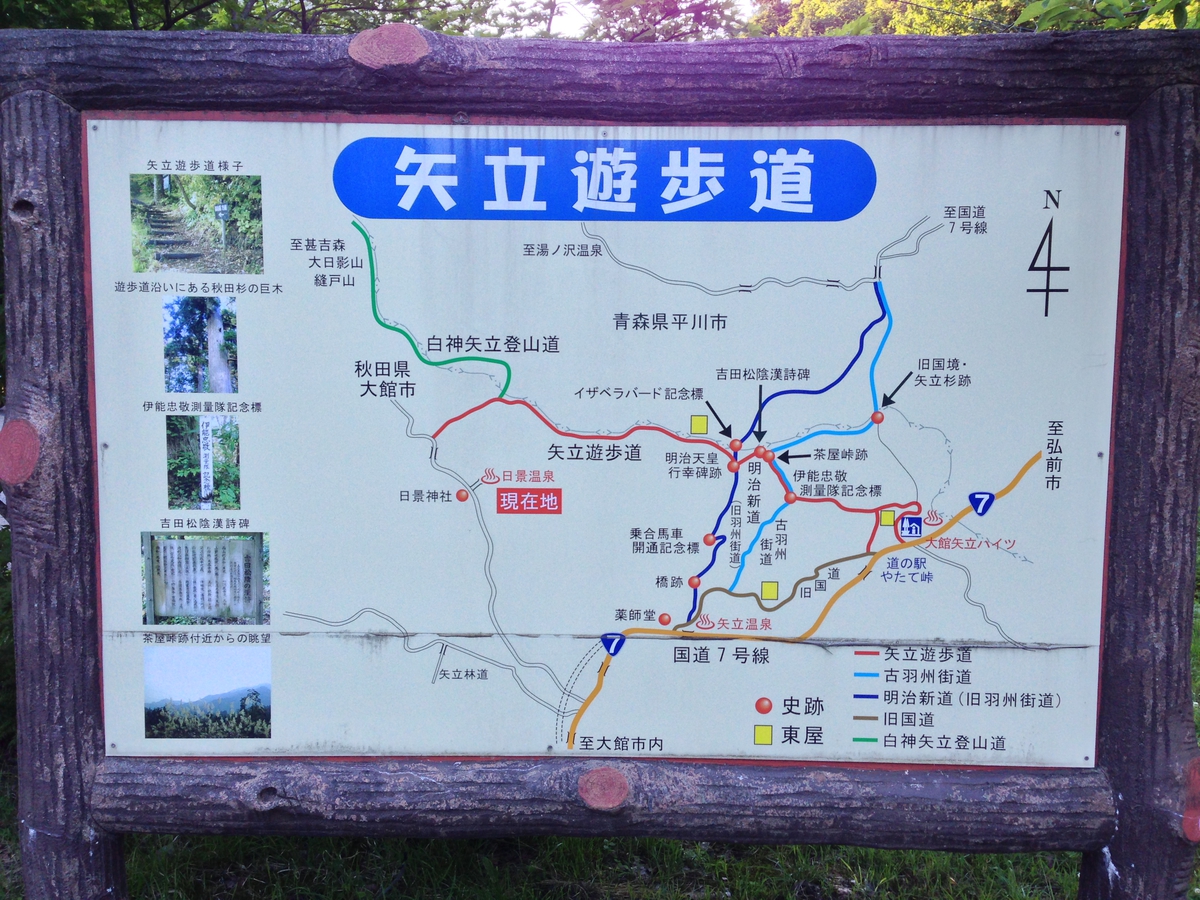 矢立遊歩道
矢立遊歩道様子
遊歩道沿いにある秋田杉の巨木
伊能忠敬測量隊記念標
吉田松陰漢詩碑
茶屋峠跡付近からの眺望
至甚吉森
大日影山
縫戸山
至湯ノ沢温泉
至国道
7号線
N
青森県平川市
白神矢立登山道
秋田県
大館市
吉田松陰漢詩碑
イザベラバード記念標
旧国境・
矢立杉跡
矢立遊歩道
明治天皇
行幸碑跡
茶屋峠跡
伊能忠敬
測量隊記念標
至弘前市
日景温泉
現在地
日景神社
明治新道
(旧羽州街道)
古羽州
街道
乗合馬車
開通記念標
橋跡
薬師堂
矢立温泉
旧国道
7
大館矢立ハイツ
道の駅
やたて峠
7
国道7号線
矢立林道
至大館市内
史跡
東屋
矢立遊歩道
古羽州街道
明治新道(旧羽州街道)
旧国道
白神矢立登山道